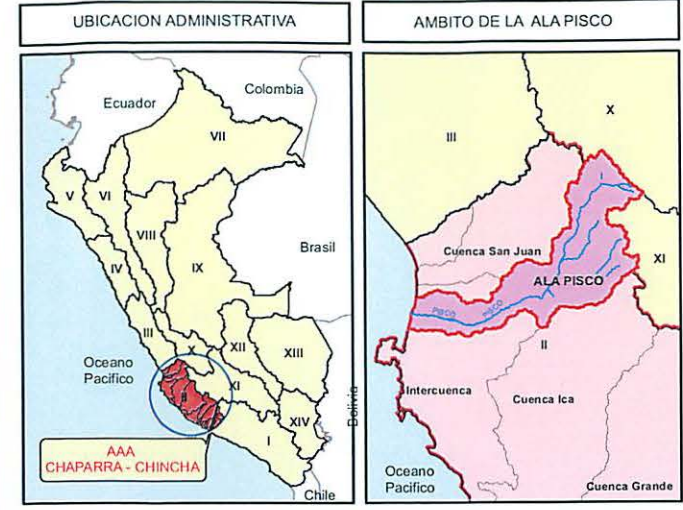 UBICACION ADMINISTRATIVA
Ecuador
Colombia
VII
V
VI
VIII
Brasil
IV
IX
III
X
XII
XIII
Oceano
Pacifico
XI
II
XIV
Bolivia
I
AAA
CHAPARRA - CHINCHA
Chile
AMBITO DE LA ALA PISCO
X
III
Cuenca San Juan
XI
ALA PISCO
PISCO
PISCO
II
Intercuenca
Cuenca Ica
Oceano
Pacifico
Cuenca Grande